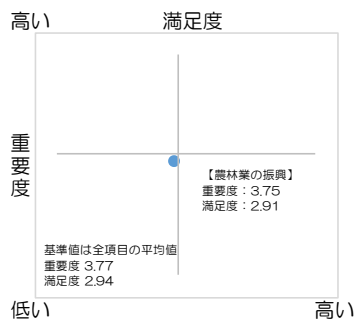 高い
満足度
重要度
【農林業の振興】
重要度：3.75
満足度：2.91
基準値は全項目の平均値
重要度 3.77
満足度 2.94
低い
高い